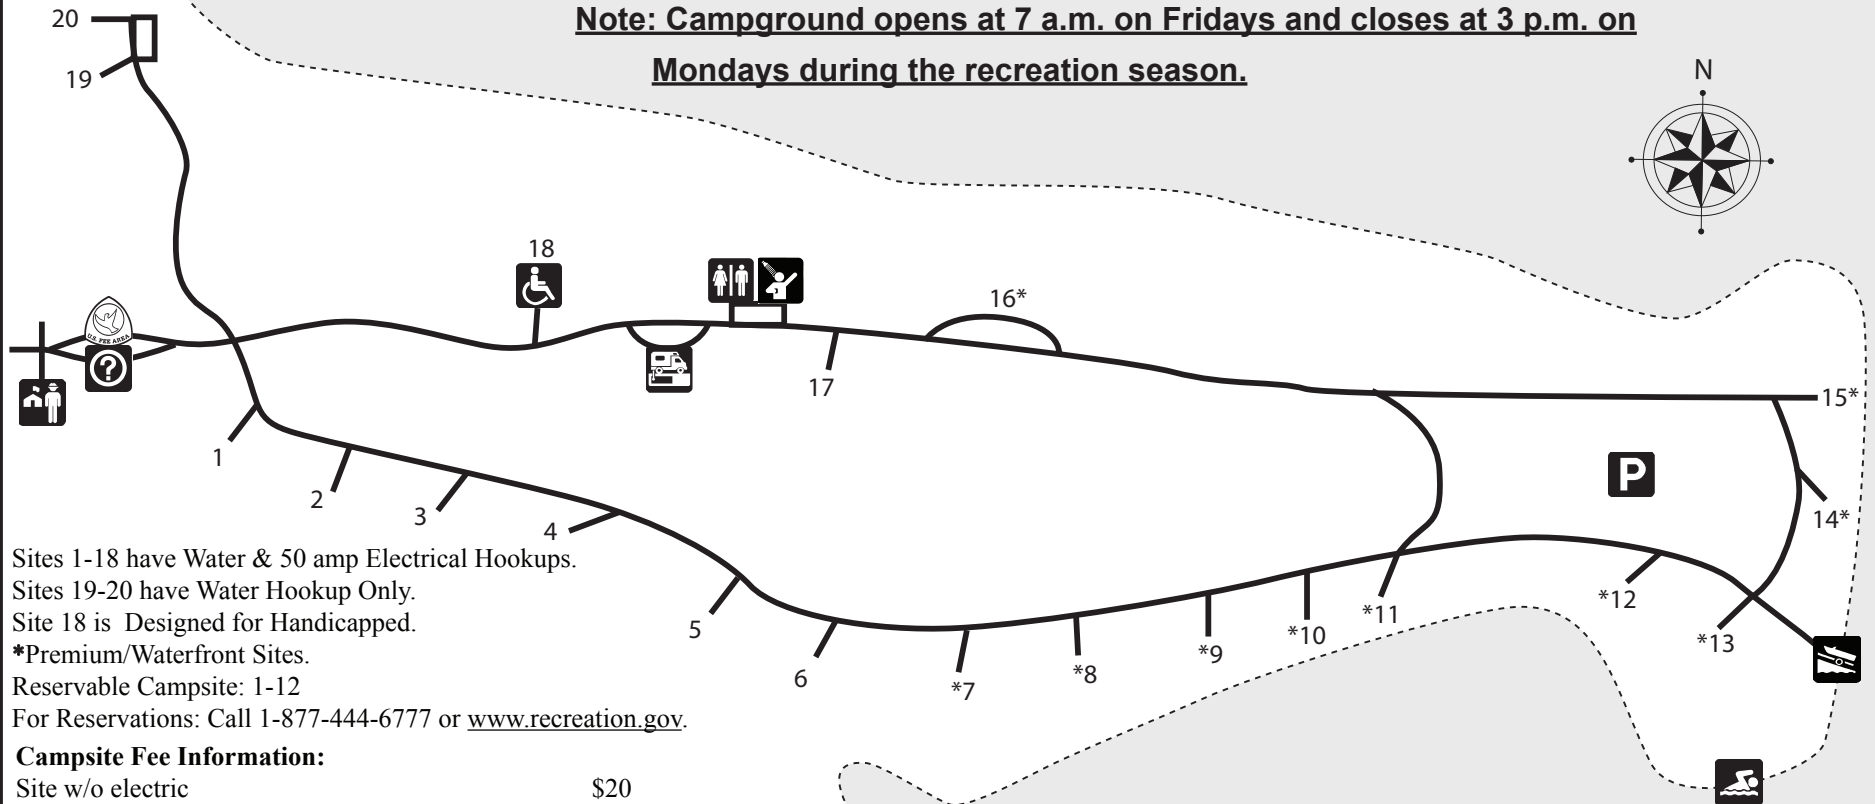 Note: Campground opens at 7 a.m. on Fridays and closes at 3 p.m. on
Mondays during the recreation season.
20
19
N
18
16*
U.S. FEE AREA
?
17
15*
1
P
2
3
4
14*
Sites 1-18 have Water & 50 amp Electrical Hookups.
Sites 19-20 have Water Hookup Only.
Site 18 is Designed for Handicapped.
*Premium/Waterfront Sites.
Reservable Campsite: 1-12
For Reservations: Call 1-877-444-6777 or www.recreation.gov.
5
6
*7
*8
*9
*10
*11
*12
*13
Campsite Fee Information:
Site w/o electric $20